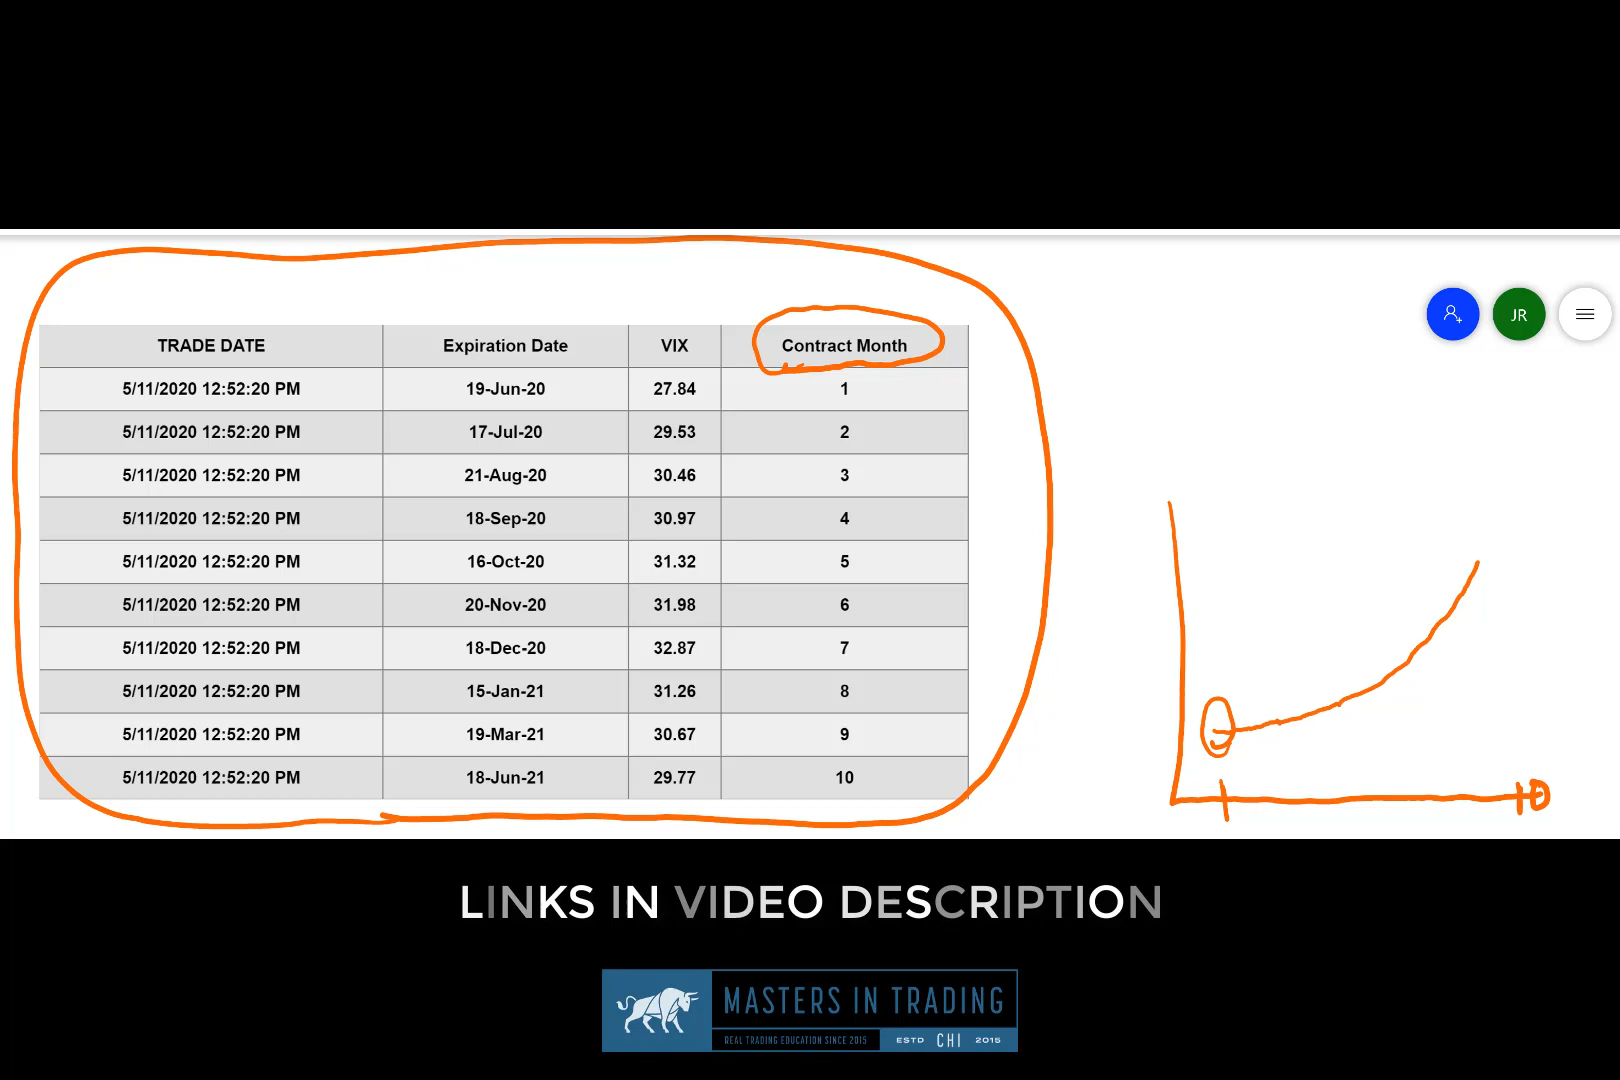 TRADE DATE Expiration Date VIX Contract Month
5/11/2020 12:52:20 PM 19-Jun-20 27.84 1
5/11/2020 12:52:20 PM 17-Jul-20 29.53 2
5/11/2020 12:52:20 PM 21-Aug-20 30.46 3
5/11/2020 12:52:20 PM 18-Sep-20 30.97 4
5/11/2020 12:52:20 PM 16-Oct-20 31.32 5
5/11/2020 12:52:20 PM 20-Nov-20 31.98 6
5/11/2020 12:52:20 PM 18-Dec-20 32.87 7
5/11/2020 12:52:20 PM 15-Jan-21 31.26 8
5/11/2020 12:52:20 PM 19-Mar-21 30.67 9
5/11/2020 12:52:20 PM 18-Jun-21 29.77 10
JR
1 10
LINKS IN VIDEO DESCRIPTION
MASTERS IN TRADING
REAL TRADING EDUCATION SINCE 2015 ESTD CHI 2015